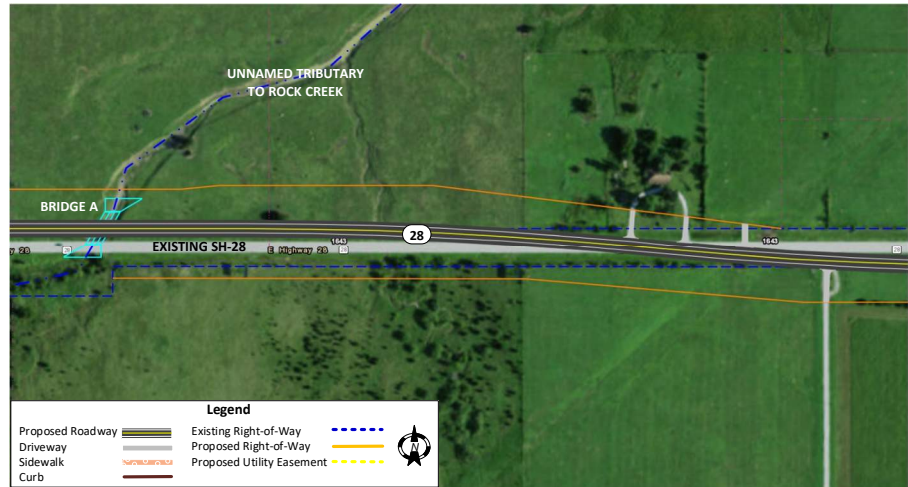 UNNAMED TRIBUTARY
TO ROCK CREEK
BRIDGE A
28
EXISTING SH-28
E Highway 28
1643
1643
Legend
Proposed Roadway
Existing Right-of-Way
Driveway
Proposed Right-of-Way
Sidewalk
Proposed Utility Easement
Curb
N